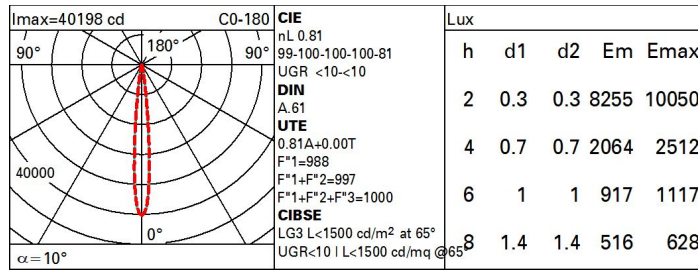 Imax=40198 cd C0-180
90° 180° 90°
40000
0°
α=10°
CIE
nL 0.81
99-100-100-100-81
UGR <10-<10
DIN
A.61
UTE
0.81A+0.00T
F"1=988
F"1+F"2=997
F"1+F"2+F"3=1000
CIBSE
LG3 L<1500 cd/m² at 65°
UGR<10 | L<1500 cd/mq @65°
Lux
h d1 d2 Em Emax
2 0.3 0.3 8255 10050
4 0.7 0.7 2064 2512
6 1 1 917 1117
8 1.4 1.4 516 628